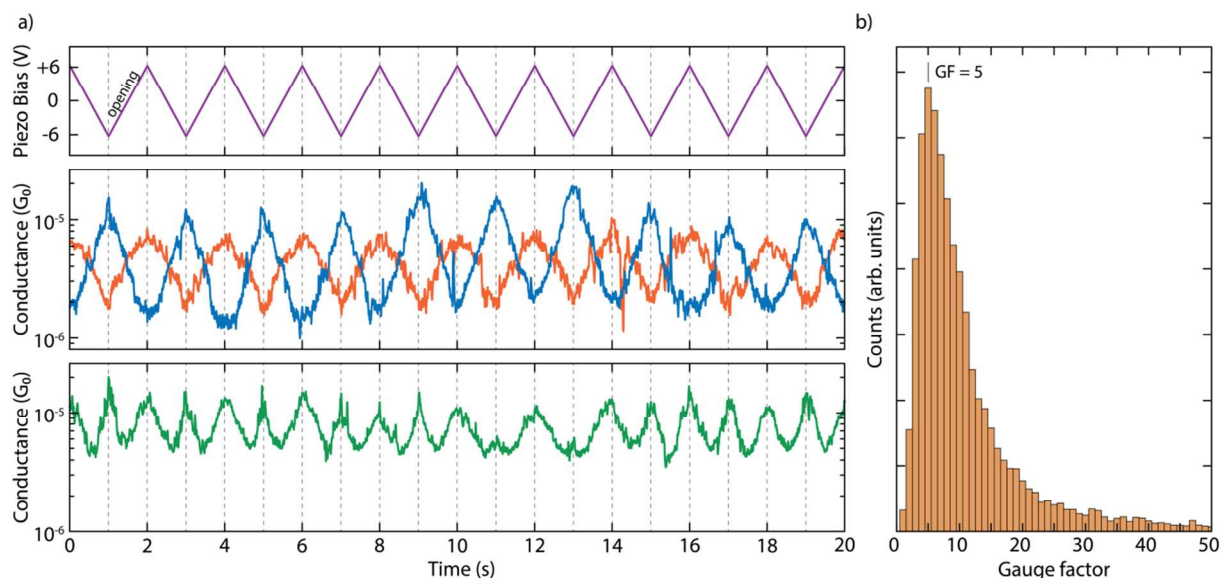 a)
Piezo Bias (V)
+6
0
-6
opening
Conductance (G₀)
10⁻⁵
10⁻⁶
Conductance (G₀)
10⁻⁵
10⁻⁶
0 2 4 6 8 10 12 14 16 18 20
Time (s)
b)
GF = 5
Counts (arb. units)
0 10 20 30 40 50
Gauge factor